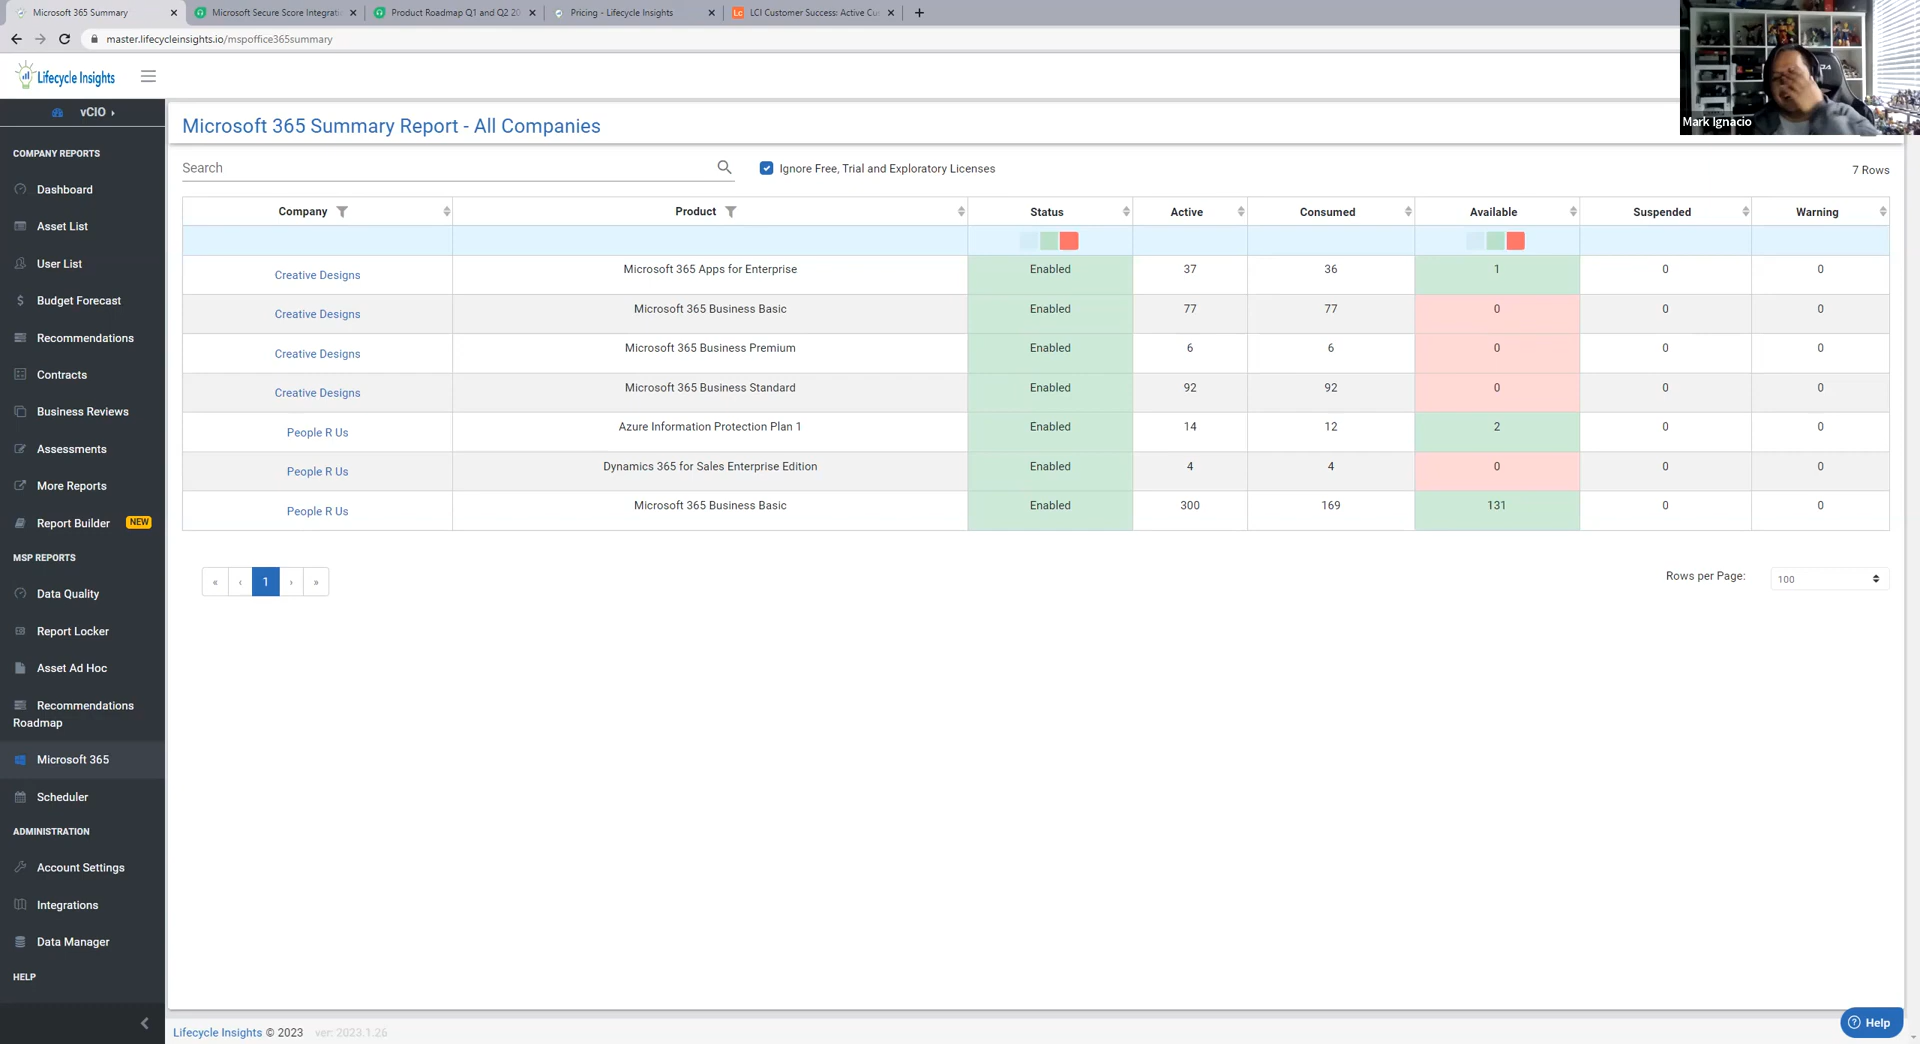 Microsoft 365 Summary
Microsoft Secure Score Integrati
Product Roadmap Q1 and Q2 20
Pricing - Lifecycle Insights
LCI Customer Success: Active Cu
master.lifecycleinsights.io/mspoffice365summary
Mark Ignacio
Lifecycle Insights
vCIO
COMPANY REPORTS
Dashboard
Asset List
User List
Budget Forecast
Recommendations
Contracts
Business Reviews
Assessments
More Reports
Report Builder NEW
MSP REPORTS
Data Quality
Report Locker
Asset Ad Hoc
Recommendations
Roadmap
Microsoft 365
Scheduler
ADMINISTRATION
Account Settings
Integrations
Data Manager
HELP
Microsoft 365 Summary Report - All Companies
Search
Ignore Free, Trial and Exploratory Licenses
7 Rows
Company Product Status Active Consumed Available Suspended Warning
Creative Designs Microsoft 365 Apps for Enterprise Enabled 37 36 1 0 0
Creative Designs Microsoft 365 Business Basic Enabled 77 77 0 0 0
Creative Designs Microsoft 365 Business Premium Enabled 6 6 0 0 0
Creative Designs Microsoft 365 Business Standard Enabled 92 92 0 0 0
People R Us Azure Information Protection Plan 1 Enabled 14 12 2 0 0
People R Us Dynamics 365 for Sales Enterprise Edition Enabled 4 4 0 0 0
People R Us Microsoft 365 Business Basic Enabled 300 169 131 0 0
« ‹ 1 › »
Rows per Page: 100
Lifecycle Insights © 2023 ver: 2023.1.26
Help